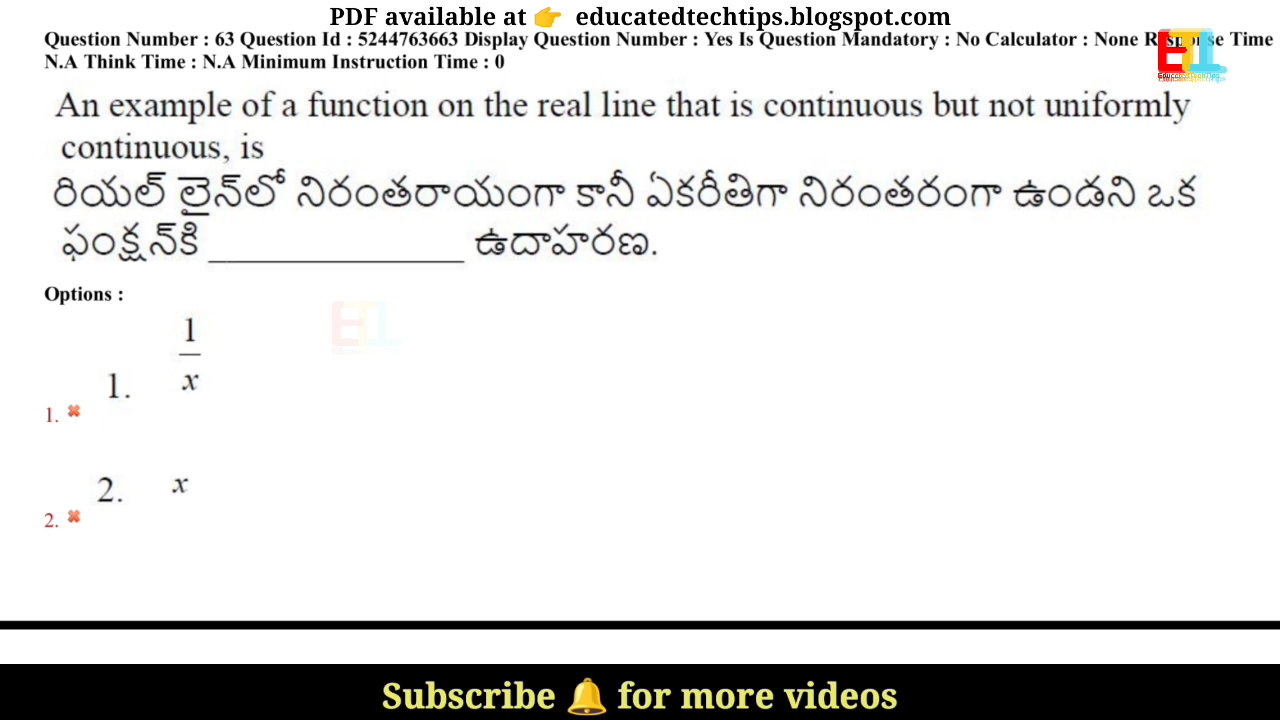 PDF available at 👉 educatedtechtips.blogspot.com
Question Number : 63 Question Id : 5244763663 Display Question Number : Yes Is Question Mandatory : No Calculator : None Response Time
N.A Think Time : N.A Minimum Instruction Time : 0
An example of a function on the real line that is continuous but not uniformly
continuous, is
రియల్ లైన్‌లో నిరంతరాయంగా కానీ ఏకరీతిగా నిరంతరంగా ఉండని ఒక
ఫంక్షన్‌కి ______________ ఉదాహరణ.
Options :
1
x
1.
1. ✖
2. x
2. ✖
Subscribe 🔔 for more videos